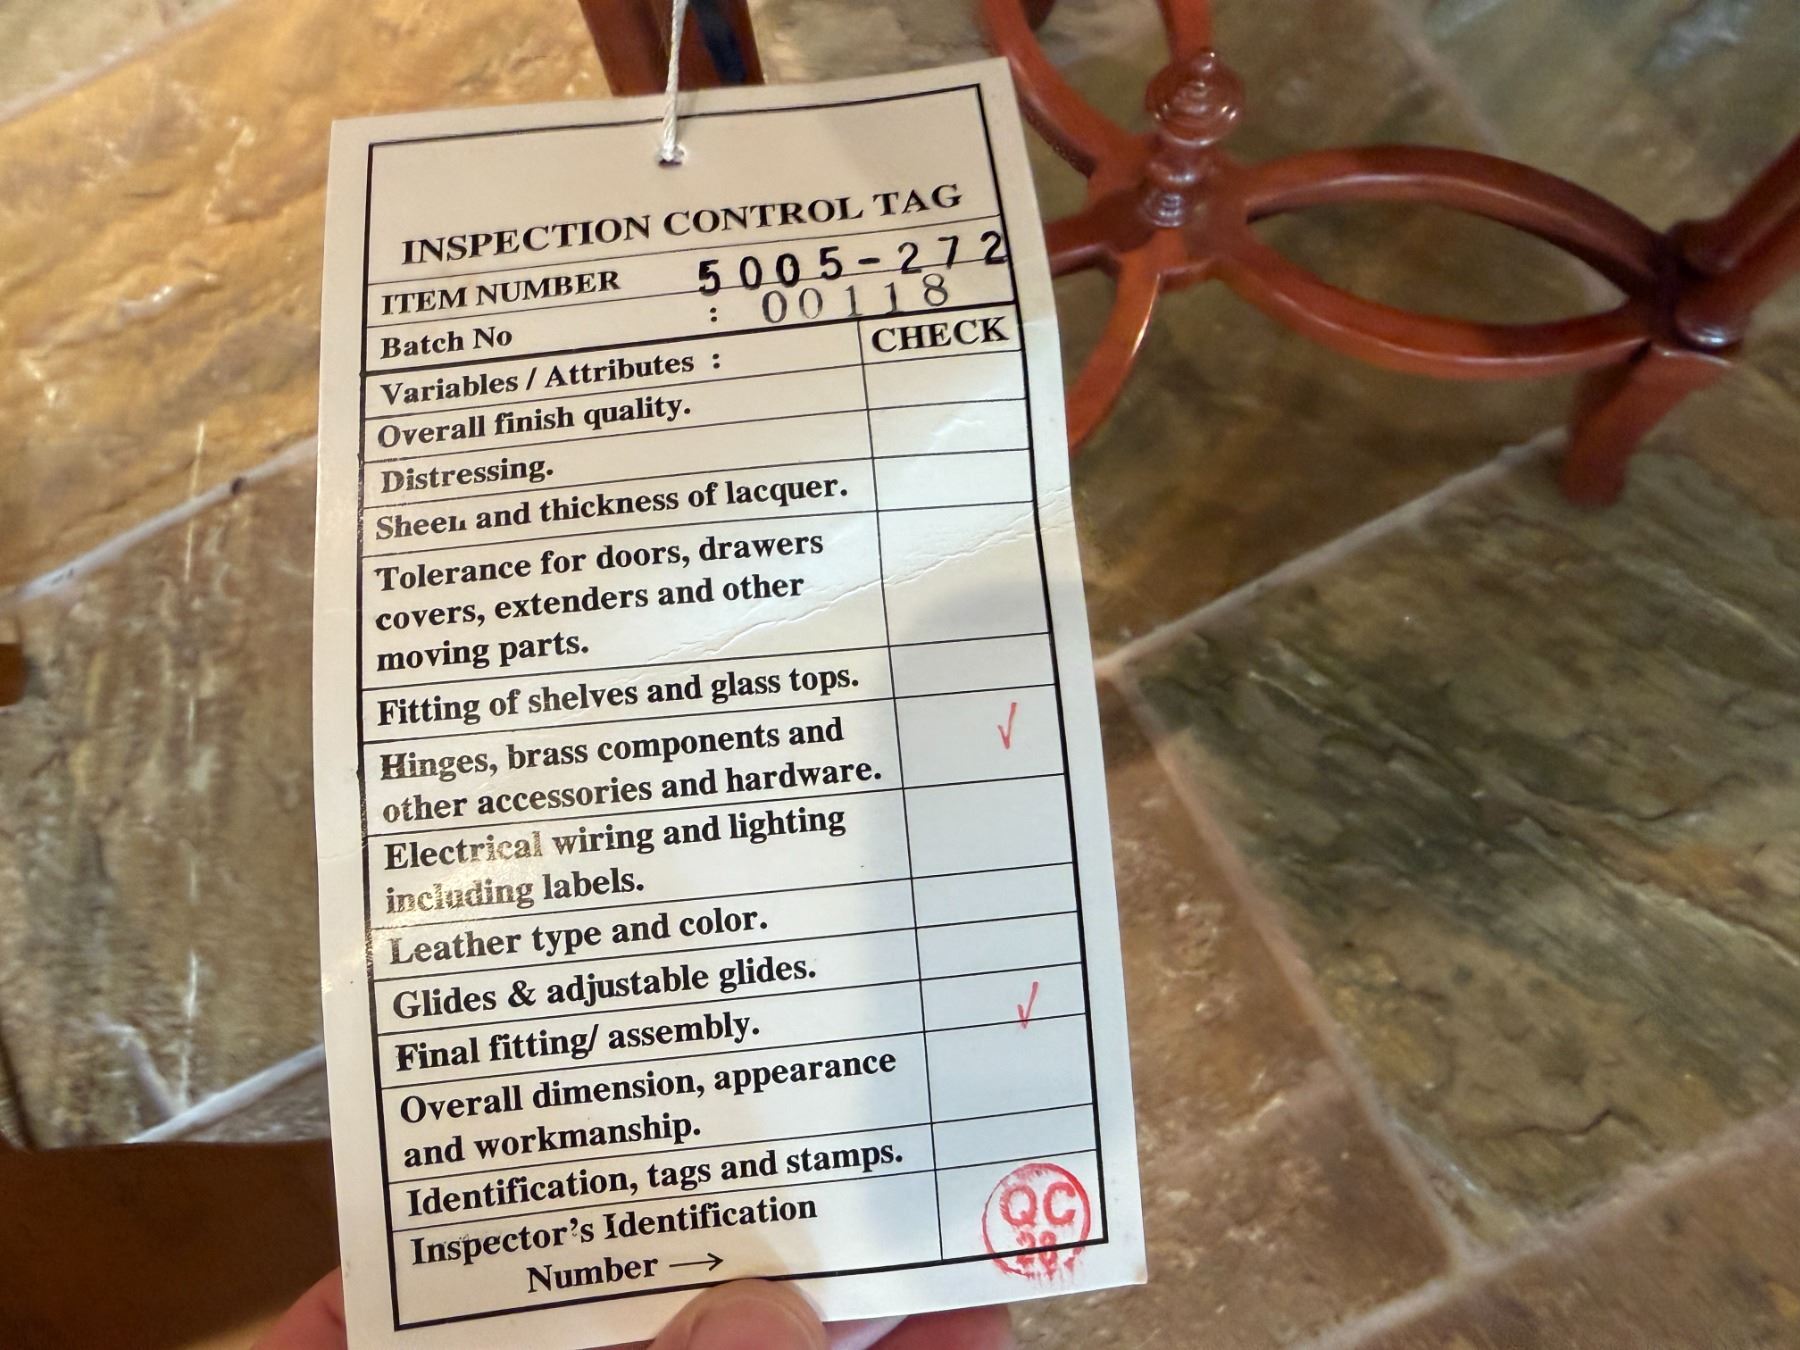 INSPECTION CONTROL TAG
ITEM NUMBER 5005-272
Batch No : 00118
Variables / Attributes : CHECK
Overall finish quality.
Distressing.
Sheen and thickness of lacquer.
Tolerance for doors, drawers
covers, extenders and other
moving parts.
Fitting of shelves and glass tops.
Hinges, brass components and ✓
other accessories and hardware.
Electrical wiring and lighting
including labels.
Leather type and color.
Glides & adjustable glides.
Final fitting/ assembly. ✓
Overall dimension, appearance
and workmanship.
Identification, tags and stamps.
Inspector's Identification
Number →
QC
28